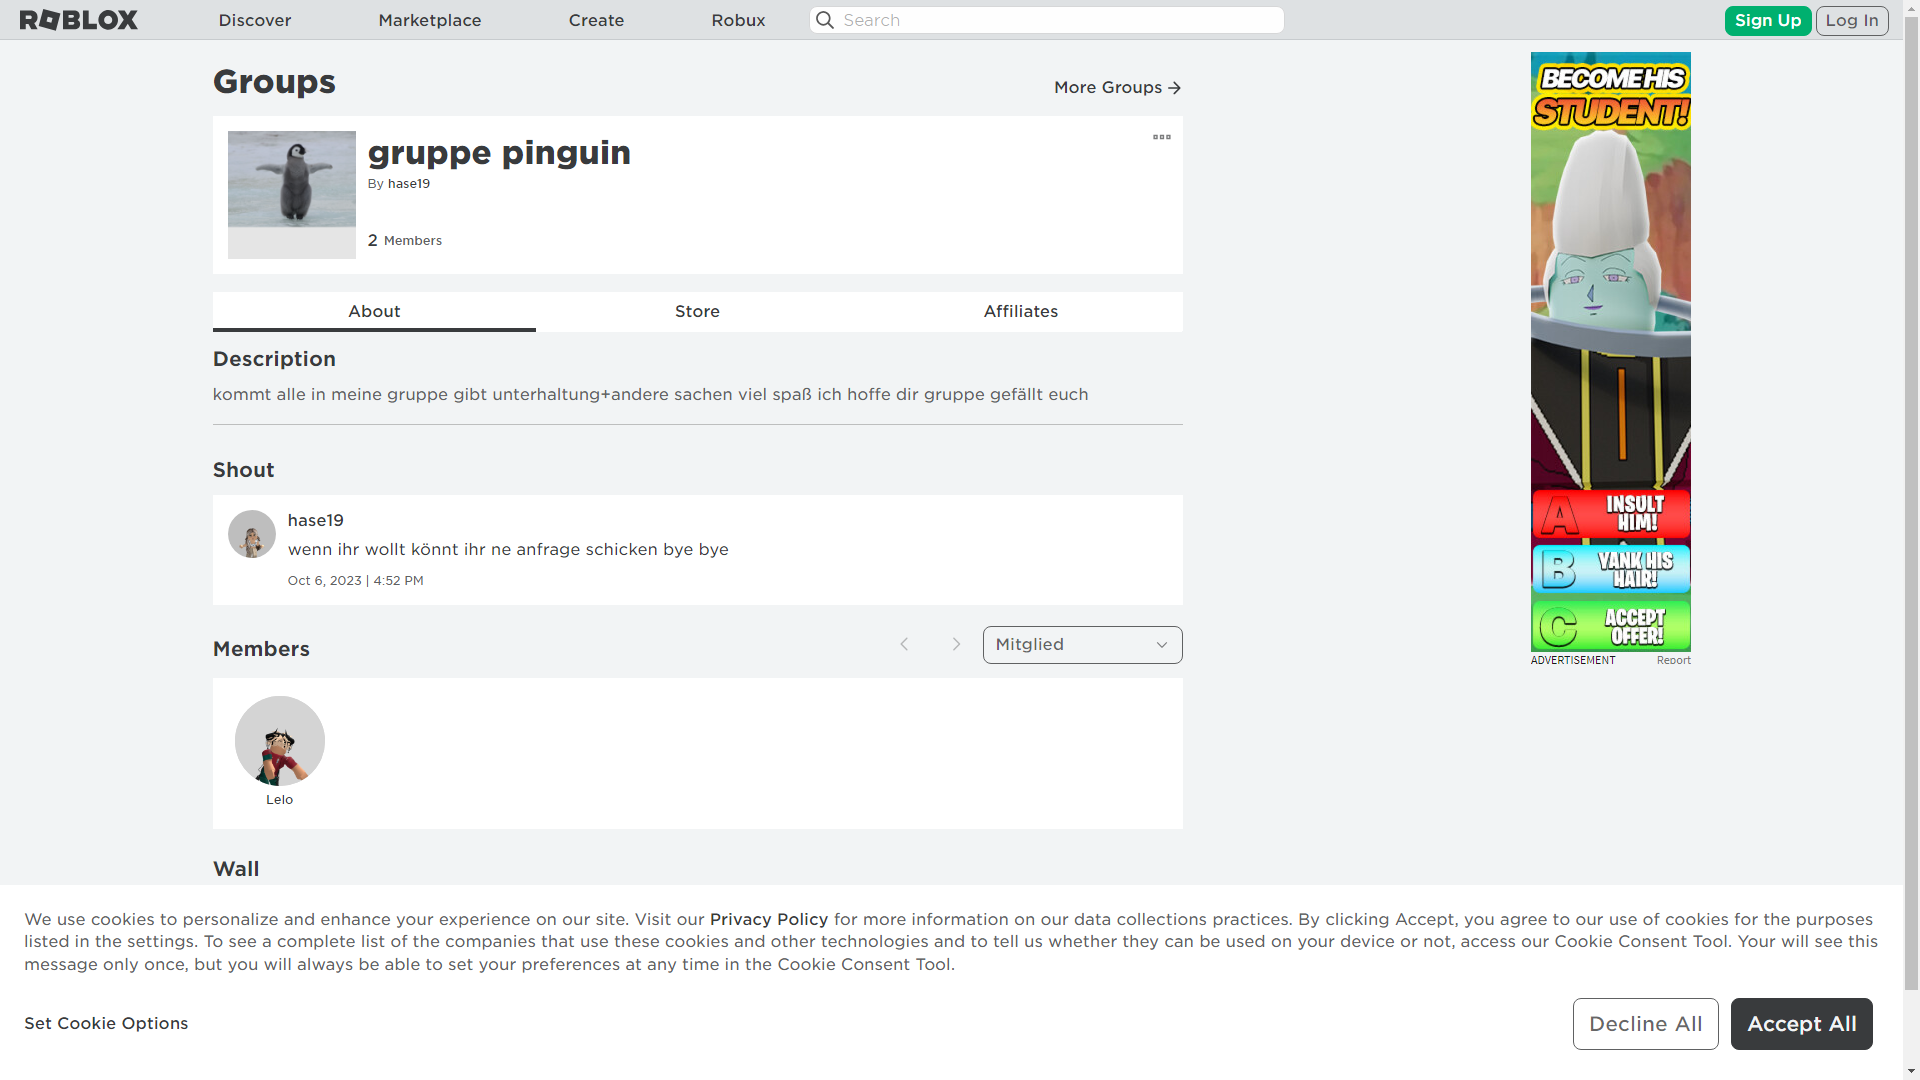 ROBLOX
Discover
Marketplace
Create
Robux
Search
Sign Up
Log In
Groups
More Groups
gruppe pinguin
By hase19
2 Members
About
Store
Affiliates
Description
kommt alle in meine gruppe gibt unterhaltung+andere sachen viel spaß ich hoffe dir gruppe gefällt euch
Shout
hase19
wenn ihr wollt könnt ihr ne anfrage schicken bye bye
Oct 6, 2023 | 4:52 PM
Members
Mitglied
Lelo
Wall
BECOME HIS
STUDENT!
A INSULT
HIM!
B YANK HIS
HAIR!
C ACCEPT
OFFER!
ADVERTISEMENT
Report
We use cookies to personalize and enhance your experience on our site. Visit our Privacy Policy for more information on our data collections practices. By clicking Accept, you agree to our use of cookies for the purposes
listed in the settings. To see a complete list of the companies that use these cookies and other technologies and to tell us whether they can be used on your device or not, access our Cookie Consent Tool. Your will see this
message only once, but you will always be able to set your preferences at any time in the Cookie Consent Tool.
Set Cookie Options
Decline All
Accept All